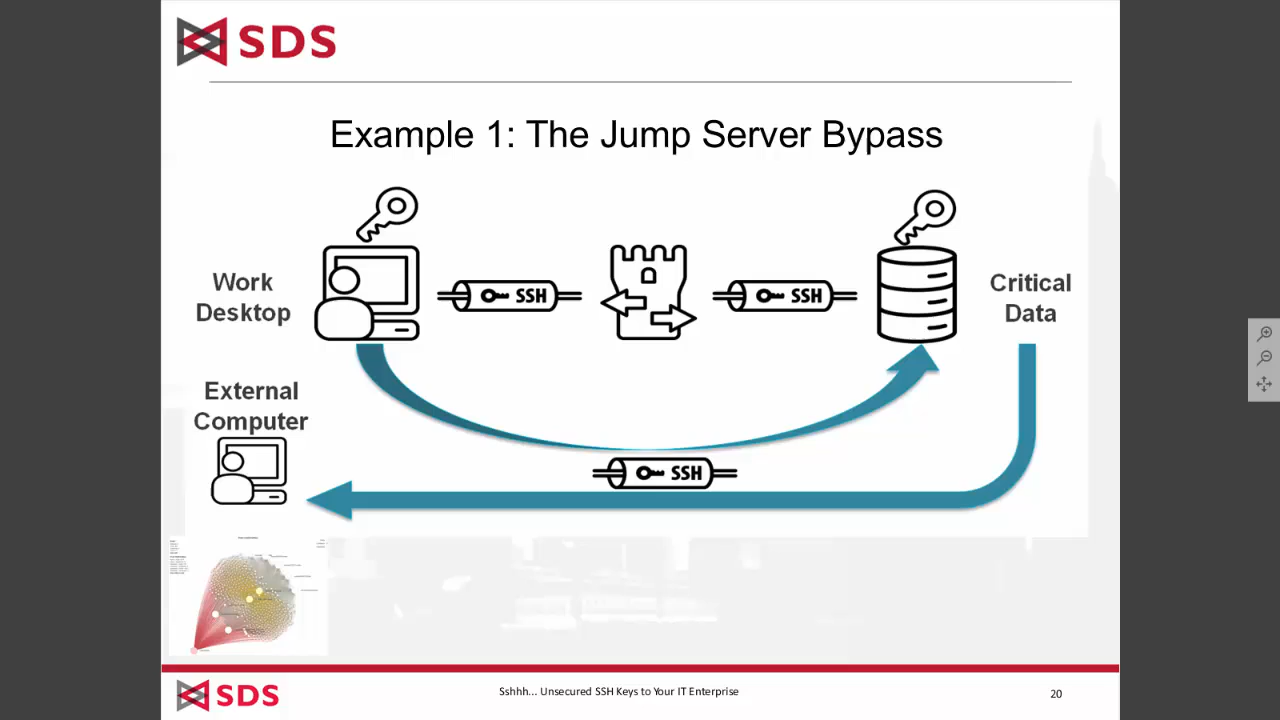 SDS
Example 1: The Jump Server Bypass
Work
Desktop
SSH
SSH
Critical
Data
External
Computer
SSH
SDS
Sshhh... Unsecured SSH Keys to Your IT Enterprise
20